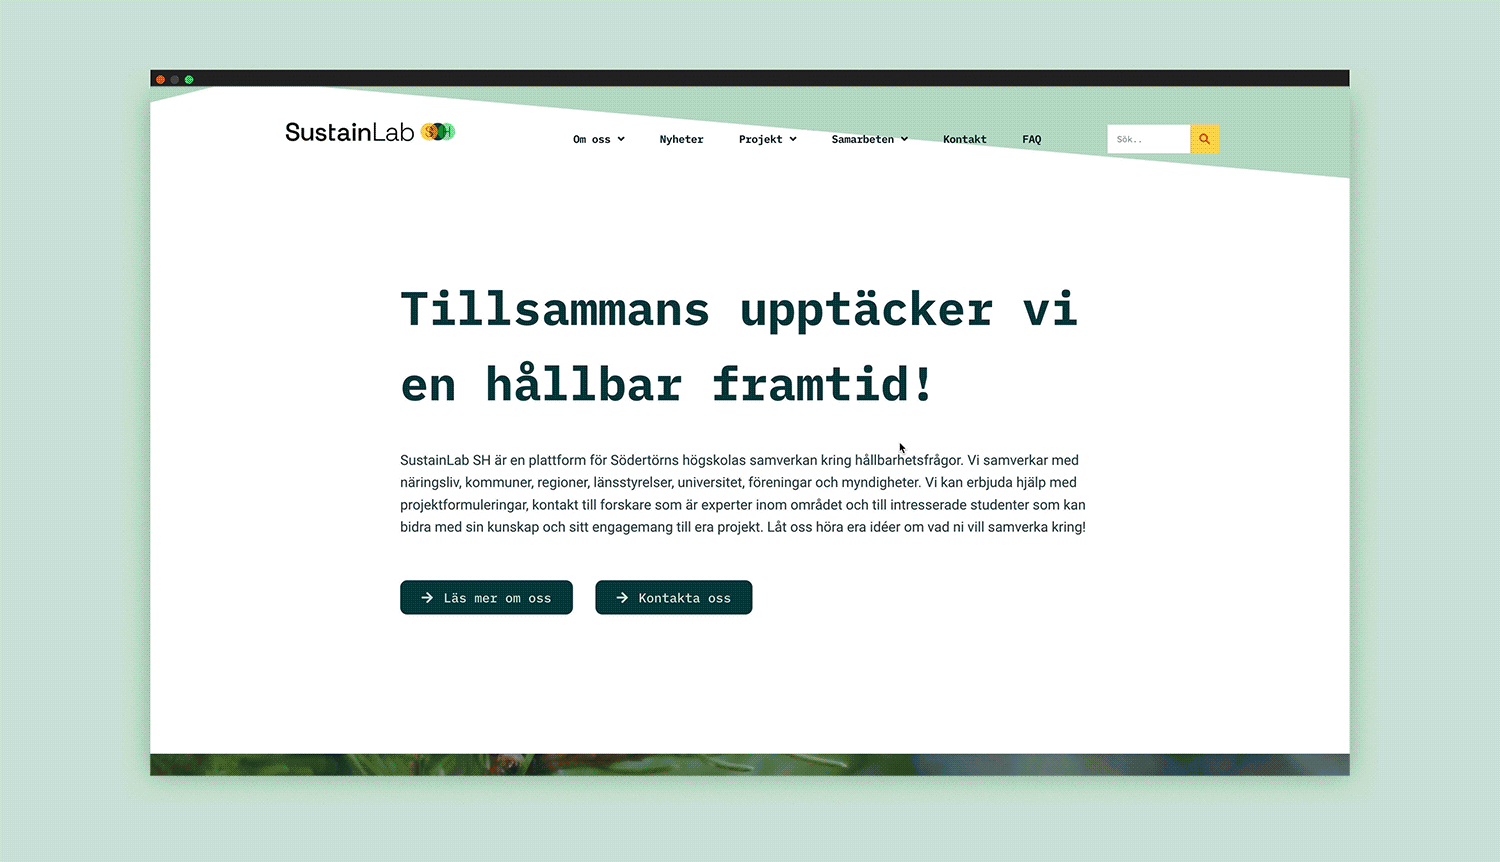 SustainLab SH
Om oss
Nyheter
Projekt
Samarbeten
Kontakt
FAQ
Sök..
Tillsammans upptäcker vi
en hållbar framtid!
SustainLab SH är en plattform för Södertörns högskolas samverkan kring hållbarhetsfrågor. Vi samverkar med
näringsliv, kommuner, regioner, länsstyrelser, universitet, föreningar och myndigheter. Vi kan erbjuda hjälp med
projektformuleringar, kontakt till forskare som är experter inom området och till intresserade studenter som kan
bidra med sin kunskap och sitt engagemang till era projekt. Låt oss höra era idéer om vad ni vill samverka kring!
Läs mer om oss
Kontakta oss